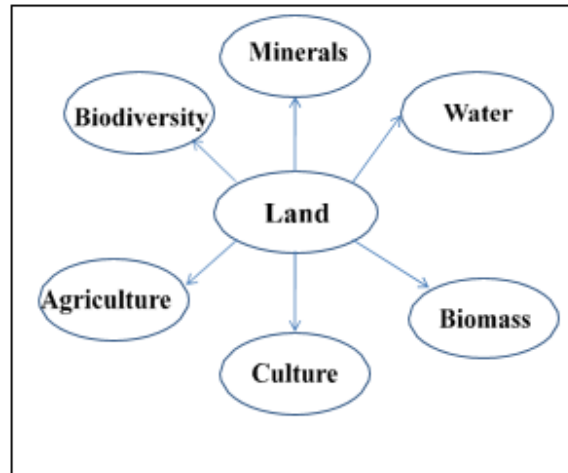 Minerals
Biodiversity
Water
Land
Agriculture
Biomass
Culture